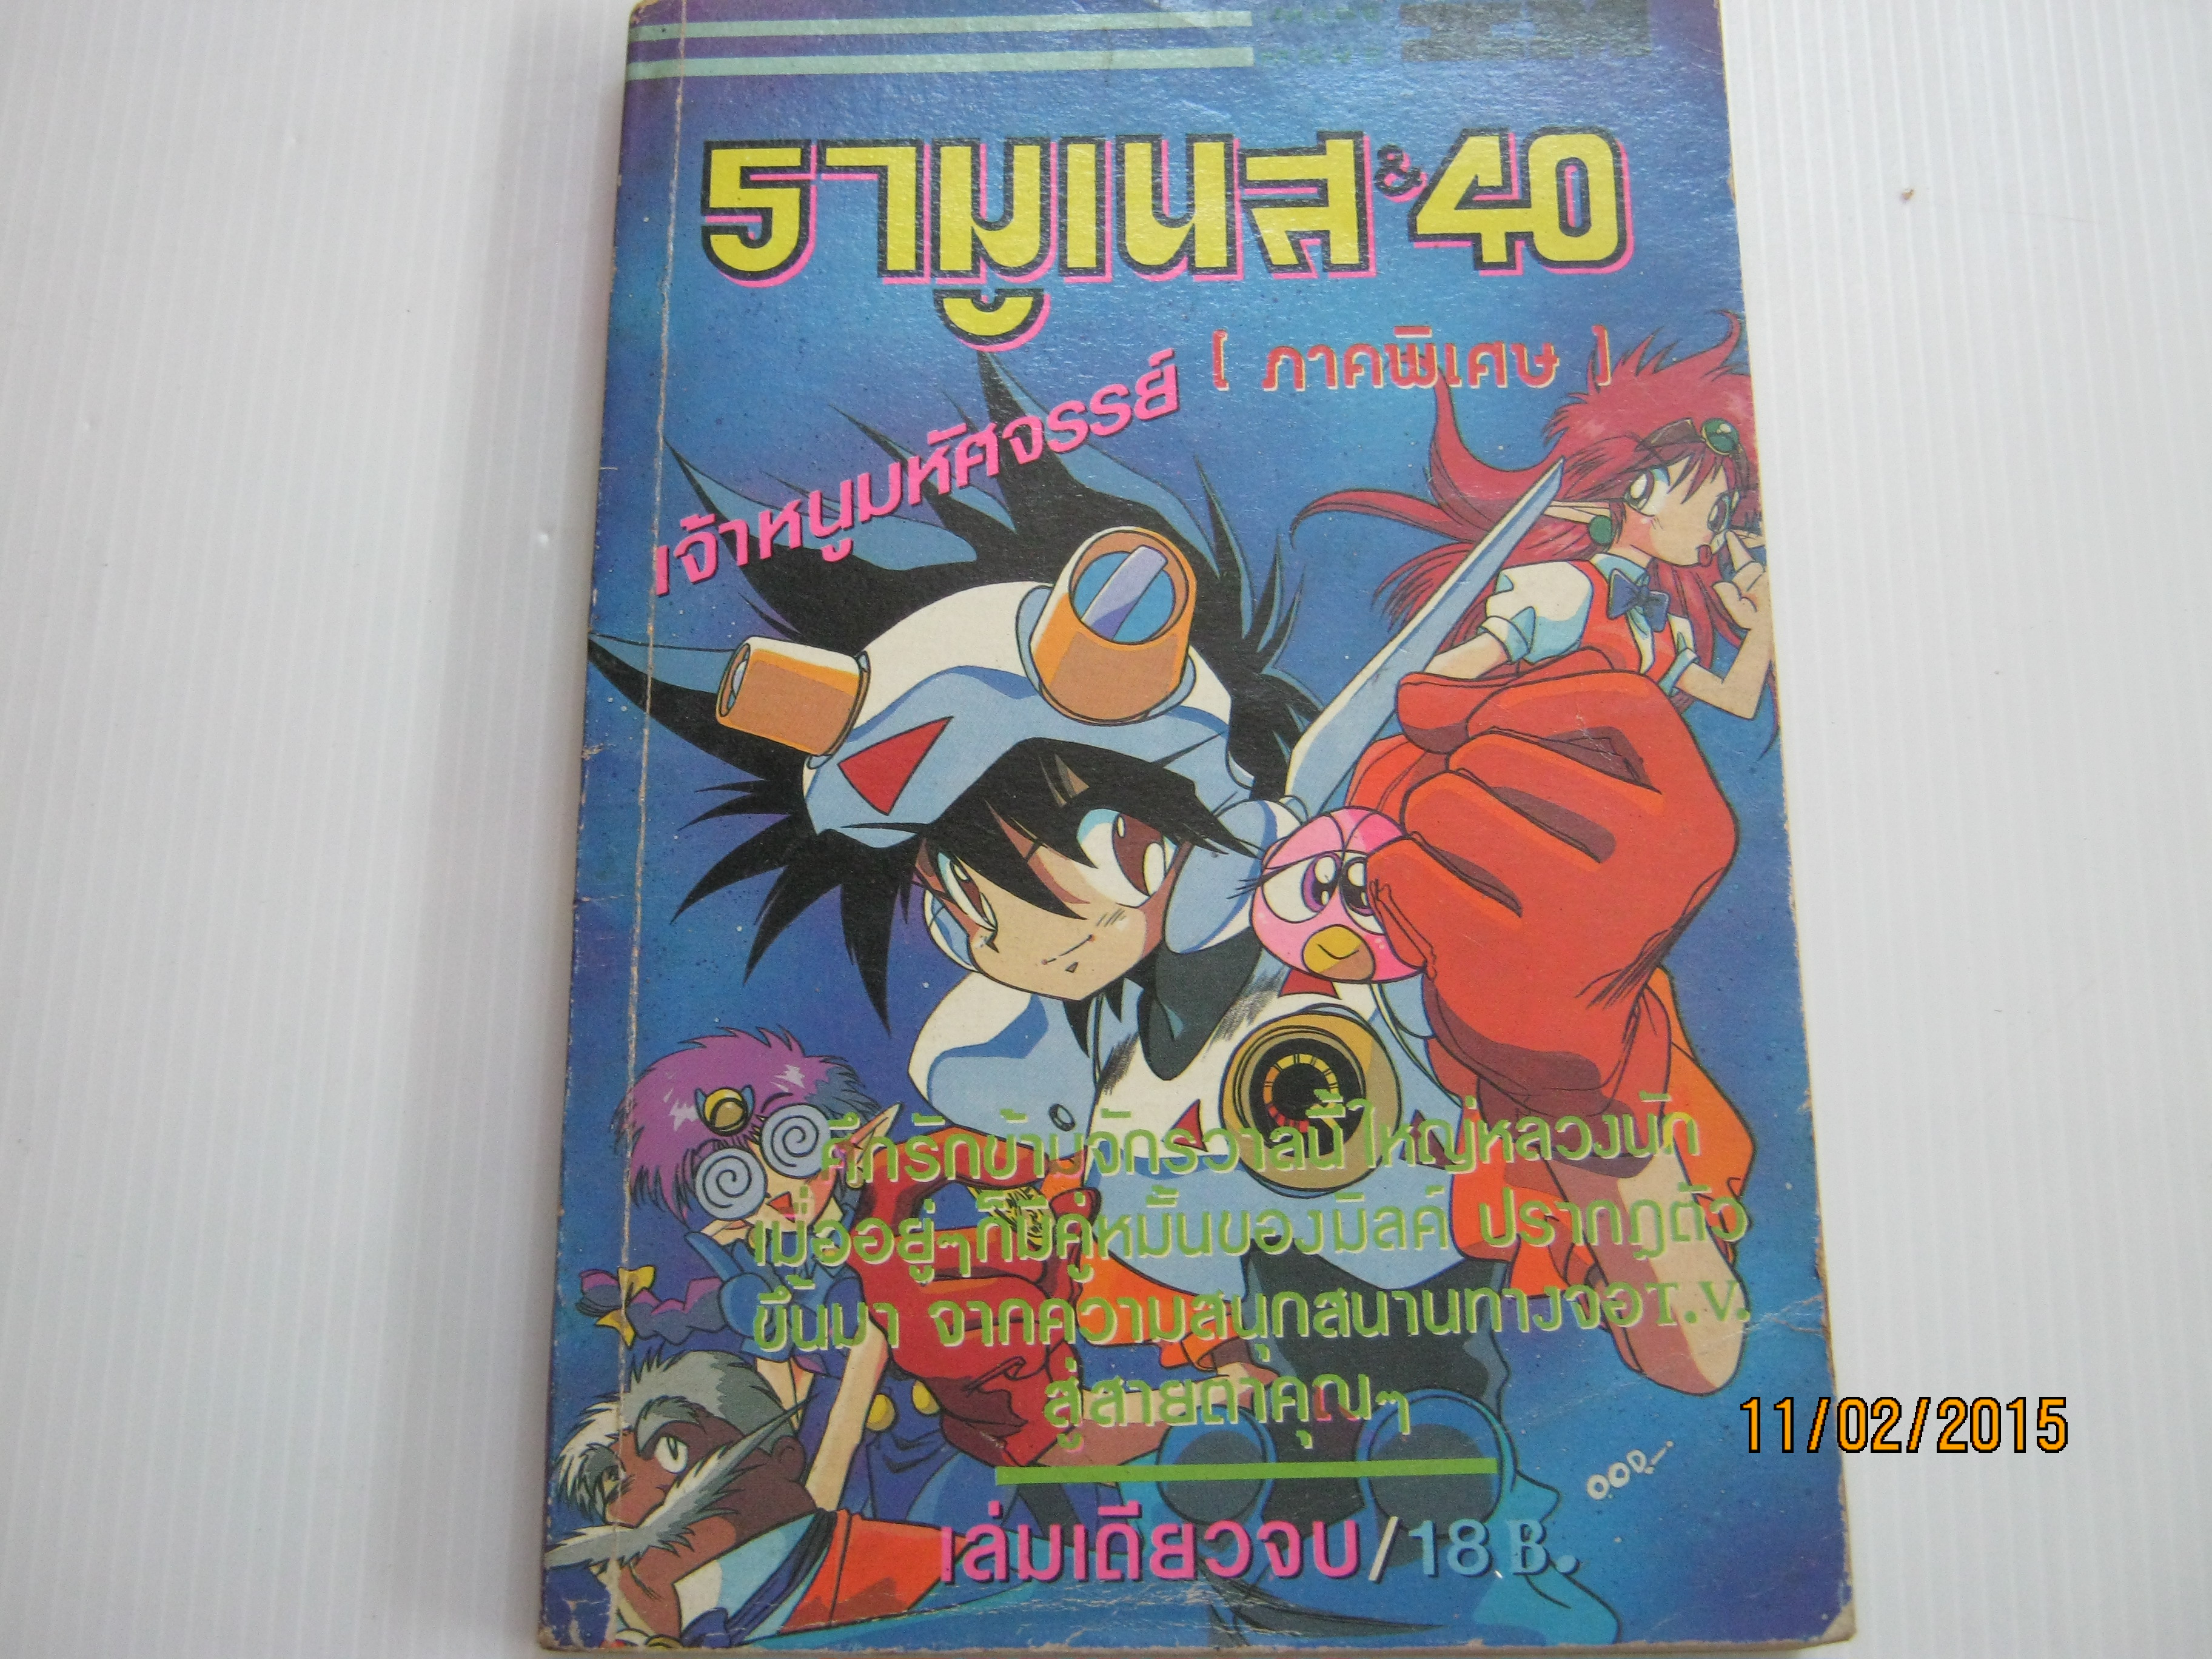 รามูเนส & 40
[ ภาคพิเศษ ]
เจ้าหนูมหัศจรรย์
ศึกรักข้ามจักรวาลนี้ใหญ่หลวงนัก
เมื่ออยู่ๆก็มีคู่หมั้นของมิลค์ ปรากฏตัว
ขึ้นมา จากความสนุกสนานทางจอT.V.
สู่สายตาคุณๆ
O.O.D.
เล่มเดียวจบ/18 B.
11/02/2015